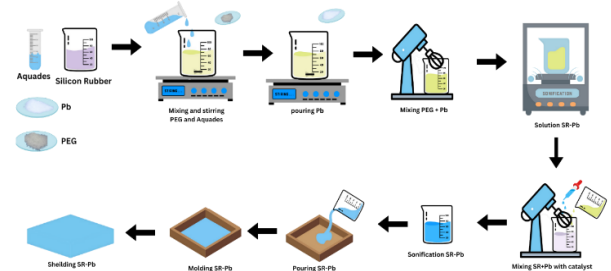 Aquades
Silicon Rubber
Pb
PEG
Mixing and stirring
PEG and Aquades
pouring Pb
Mixing PEG + Pb
SONIFICATION
Solution SR-Pb
Mixing SR+Pb with catalyst
Sonification SR-Pb
Pouring SR-Pb
Molding SR-Pb
Sheilding SR-Pb